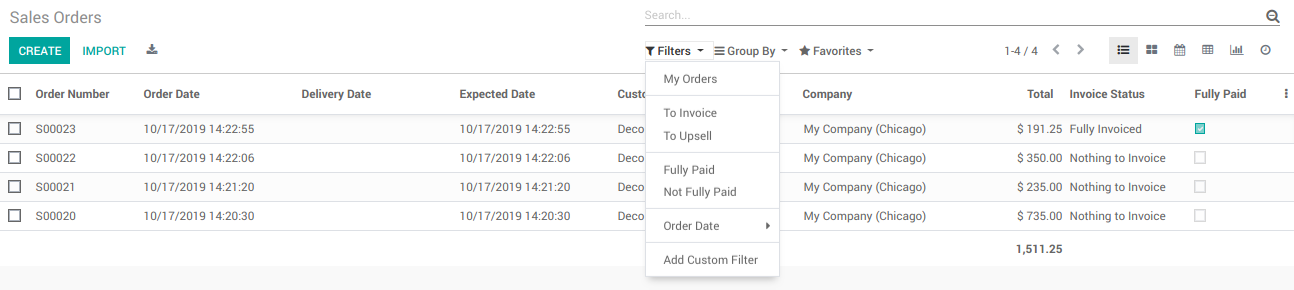 Sales Orders
Search...
CREATE IMPORT
Filters Group By Favorites 1-4 / 4
My Orders
To Invoice
To Upsell
Fully Paid
Not Fully Paid
Order Date
Add Custom Filter
Order Number Order Date Delivery Date Expected Date Company Total Invoice Status Fully Paid
S00023 10/17/2019 14:22:55 10/17/2019 14:22:55 My Company (Chicago) $ 191.25 Fully Invoiced
S00022 10/17/2019 14:22:06 10/17/2019 14:22:06 My Company (Chicago) $ 350.00 Nothing to Invoice
S00021 10/17/2019 14:21:20 10/17/2019 14:21:20 My Company (Chicago) $ 235.00 Nothing to Invoice
S00020 10/17/2019 14:20:30 10/17/2019 14:20:30 My Company (Chicago) $ 735.00 Nothing to Invoice
1,511.25